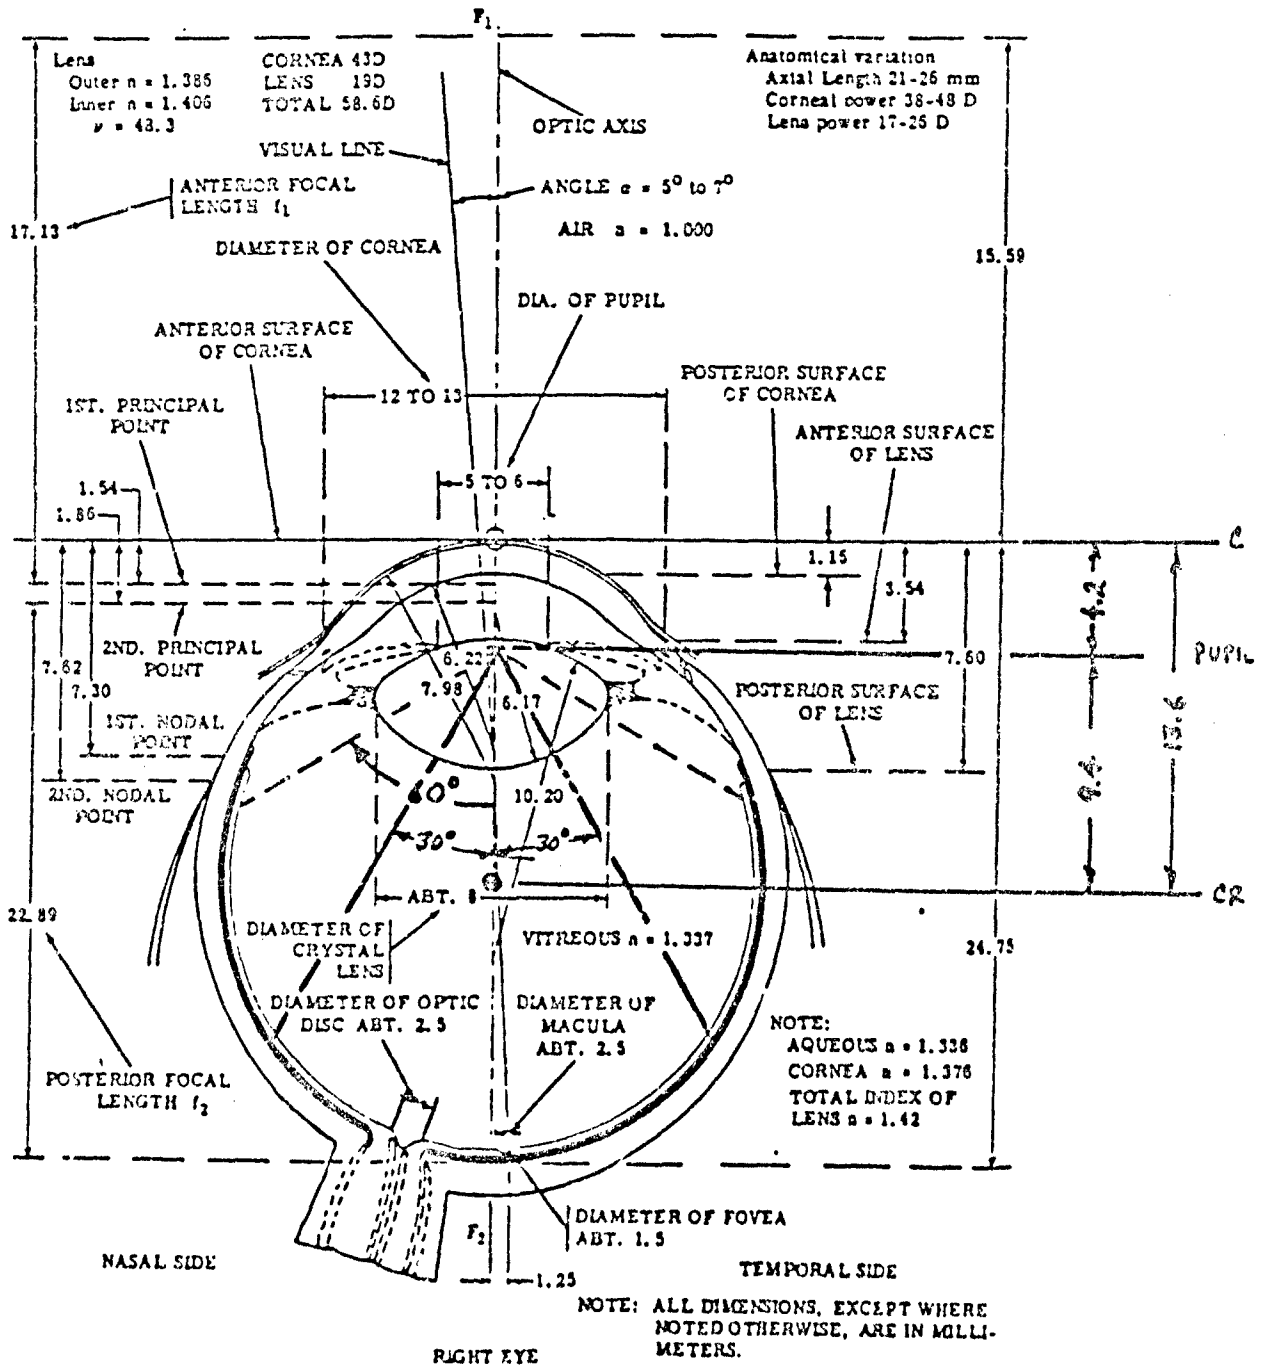 F₁
Lens
Outer n = 1.386
Inner n = 1.406
ν = 48.3
CORNEA 43D
LENS 19D
TOTAL 58.6D
Anatomical variation
Axial Length 21-26 mm
Corneal power 38-48 D
Lens power 17-26 D
OPTIC AXIS
VISUAL LINE
ANTERIOR FOCAL
LENGTH f₁
ANGLE α = 5° to 7°
17.13
AIR n = 1.000
DIAMETER OF CORNEA
15.59
DIA. OF PUPIL
ANTERIOR SURFACE
OF CORNEA
POSTERIOR SURFACE
OF CORNEA
12 TO 13
1ST. PRINCIPAL
POINT
ANTERIOR SURFACE
OF LENS
5 TO 6
1.54
1.86
C
1.15
3.54
4.2
2ND. PRINCIPAL
POINT
7.62
7.30
6.22
7.98
6.17
7.60
PUPIL
POSTERIOR SURFACE
OF LENS
13.6
1ST. NODAL
POINT
2ND. NODAL
POINT
10.20
9.4
30° 30°
ABT. 8
CR
22.89
DIAMETER OF
CRYSTAL
LENS
VITREOUS n = 1.337
24.75
DIAMETER OF OPTIC
DISC ABT. 2.5
DIAMETER OF
MACULA
ABT. 2.5
NOTE:
AQUEOUS n = 1.336
CORNEA n = 1.376
TOTAL INDEX OF
LENS n = 1.42
POSTERIOR FOCAL
LENGTH f₂
F₂
DIAMETER OF FOVEA
ABT. 1.5
NASAL SIDE
1.25
TEMPORAL SIDE
NOTE: ALL DIMENSIONS, EXCEPT WHERE
NOTED OTHERWISE, ARE IN MILLI-
METERS.
RIGHT EYE